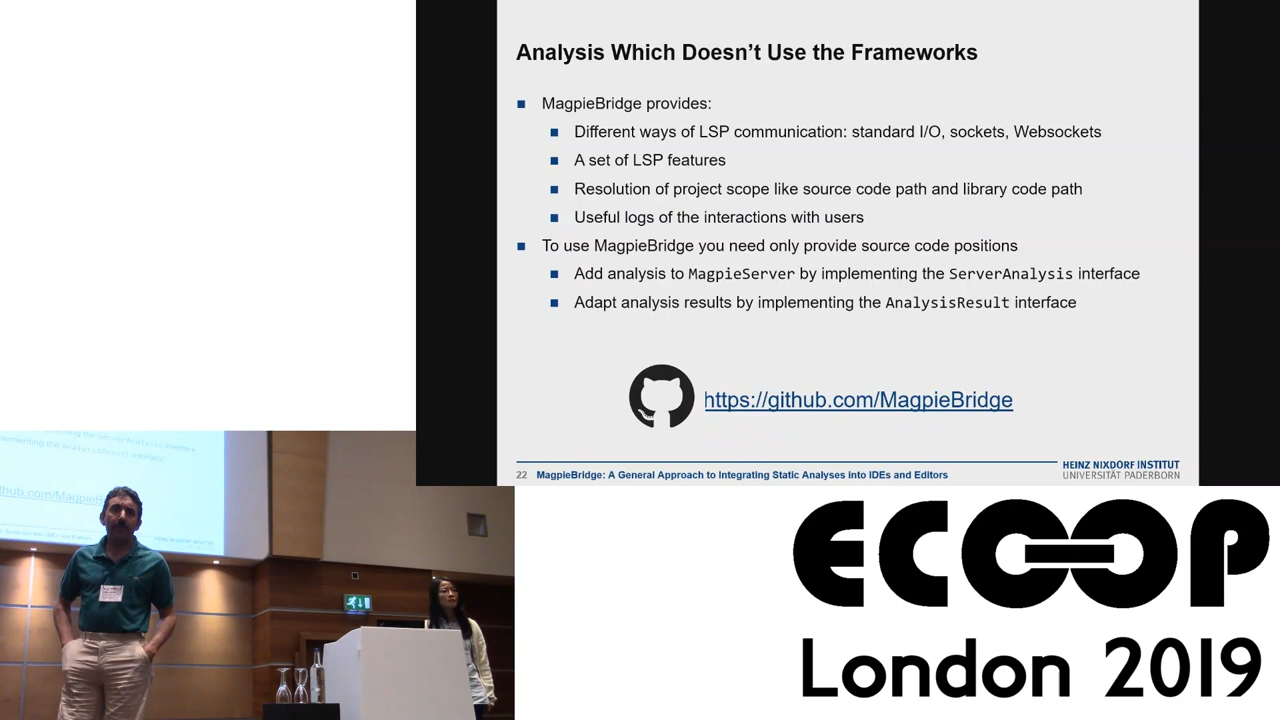 Analysis Which Doesn't Use the Frameworks
MagpieBridge provides:
Different ways of LSP communication: standard I/O, sockets, Websockets
A set of LSP features
Resolution of project scope like source code path and library code path
Useful logs of the interactions with users
To use MagpieBridge you need only provide source code positions
Add analysis to MagpieServer by implementing the ServerAnalysis interface
Adapt analysis results by implementing the AnalysisResult interface
https://github.com/MagpieBridge
22 MagpieBridge: A General Approach to Integrating Static Analyses into IDEs and Editors
HEINZ NIXDORF INSTITUT
UNIVERSITÄT PADERBORN
ECOOP
London 2019